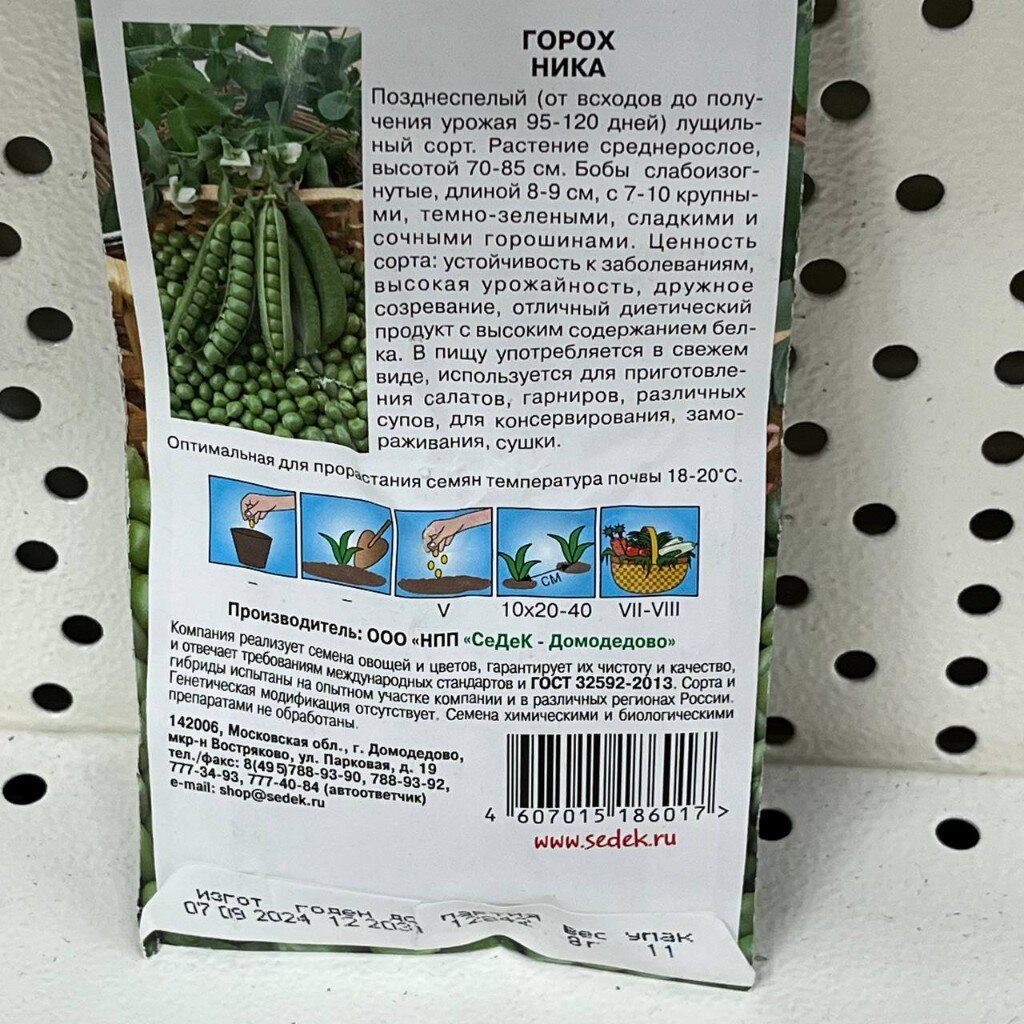 ГОРОХ
НИКА
Позднеспелый (от всходов до полу-
чения урожая 95-120 дней) лущиль-
ный сорт. Растение среднерослое,
высотой 70-85 см. Бобы слабоизог-
нутые, длиной 8-9 см, с 7-10 крупны-
ми, темно-зелеными, сладкими и
сочными горошинами. Ценность
сорта: устойчивость к заболеваниям,
высокая урожайность, дружное
созревание, отличный диетический
продукт с высоким содержанием бел-
ка. В пищу употребляется в свежем
виде, используется для приготовле-
ния салатов, гарниров, различных
супов, для консервирования, замо-
раживания, сушки.
Оптимальная для прорастания семян температура почвы 18-20°С.
см
– – V 10x20-40 VII-VIII
Производитель: ООО «НПП «СеДеК - Домодедово»
Компания реализует семена овощей и цветов, гарантирует их чистоту и качество,
и отвечает требованиям международных стандартов и ГОСТ 32592-2013. Сорта и
гибриды испытаны на опытном участке компании и в различных регионах России.
Генетическая модификация отсутствует. Семена химическими и биологическими
препаратами не обработаны.
142006, Московская обл., г. Домодедово,
мкр-н Востряково, ул. Парковая, д. 19
тел./факс: 8(495)788-93-90, 788-93-92,
777-34-93, 777-40-84 (автоответчик)
e-mail: shop@sedek.ru
4 607015 186017 >
www.sedek.ru
изгот годен до партия вес упак
07 09 2024 12 2031 8г 11